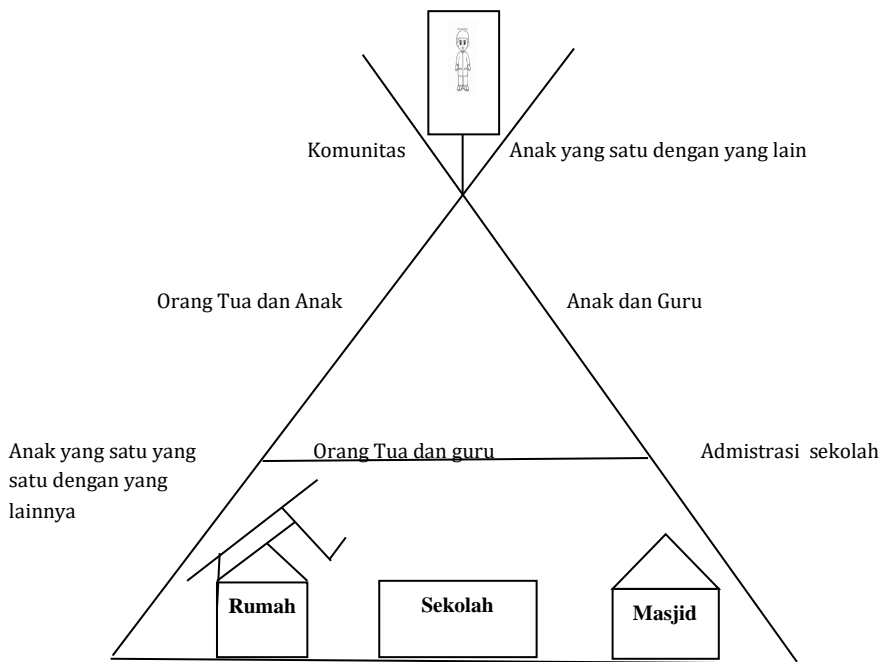 Komunitas
Anak yang satu dengan yang lain
Orang Tua dan Anak
Anak dan Guru
Anak yang satu yang
satu dengan yang
lainnya
Orang Tua dan guru
Admistrasi sekolah
Rumah
Sekolah
Masjid